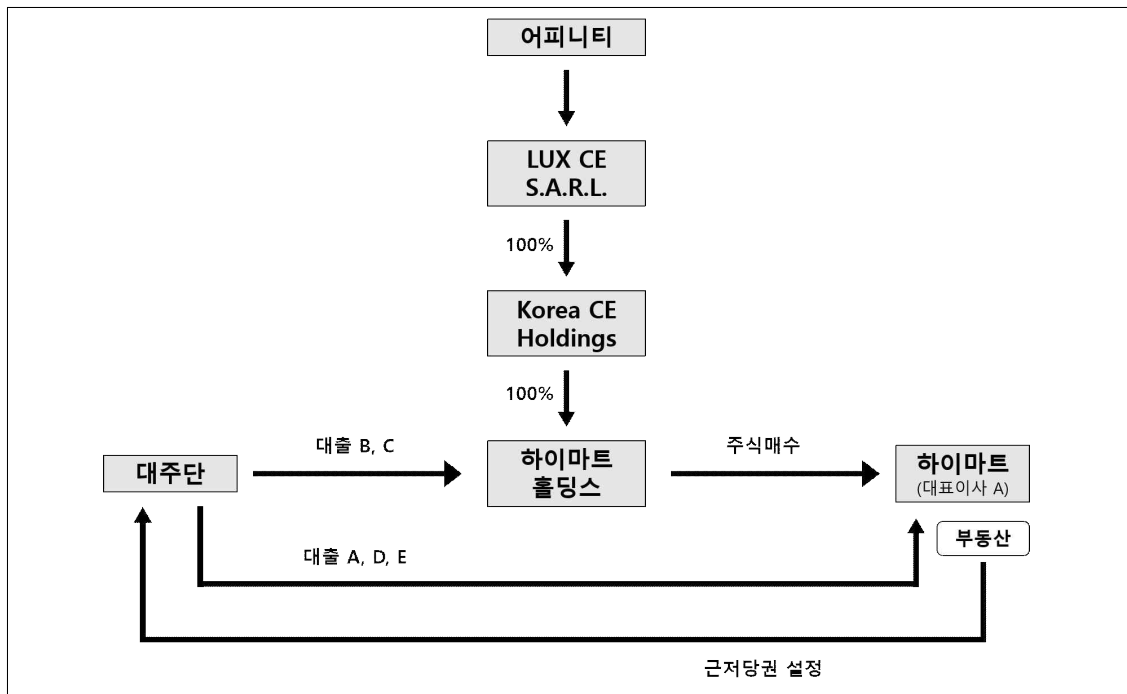 어피니티
LUX CE
S.A.R.L.
100%
Korea CE
Holdings
100%
대출 B, C
주식매수
대주단
하이마트
홀딩스
하이마트
(대표이사 A)
부동산
대출 A, D, E
근저당권 설정